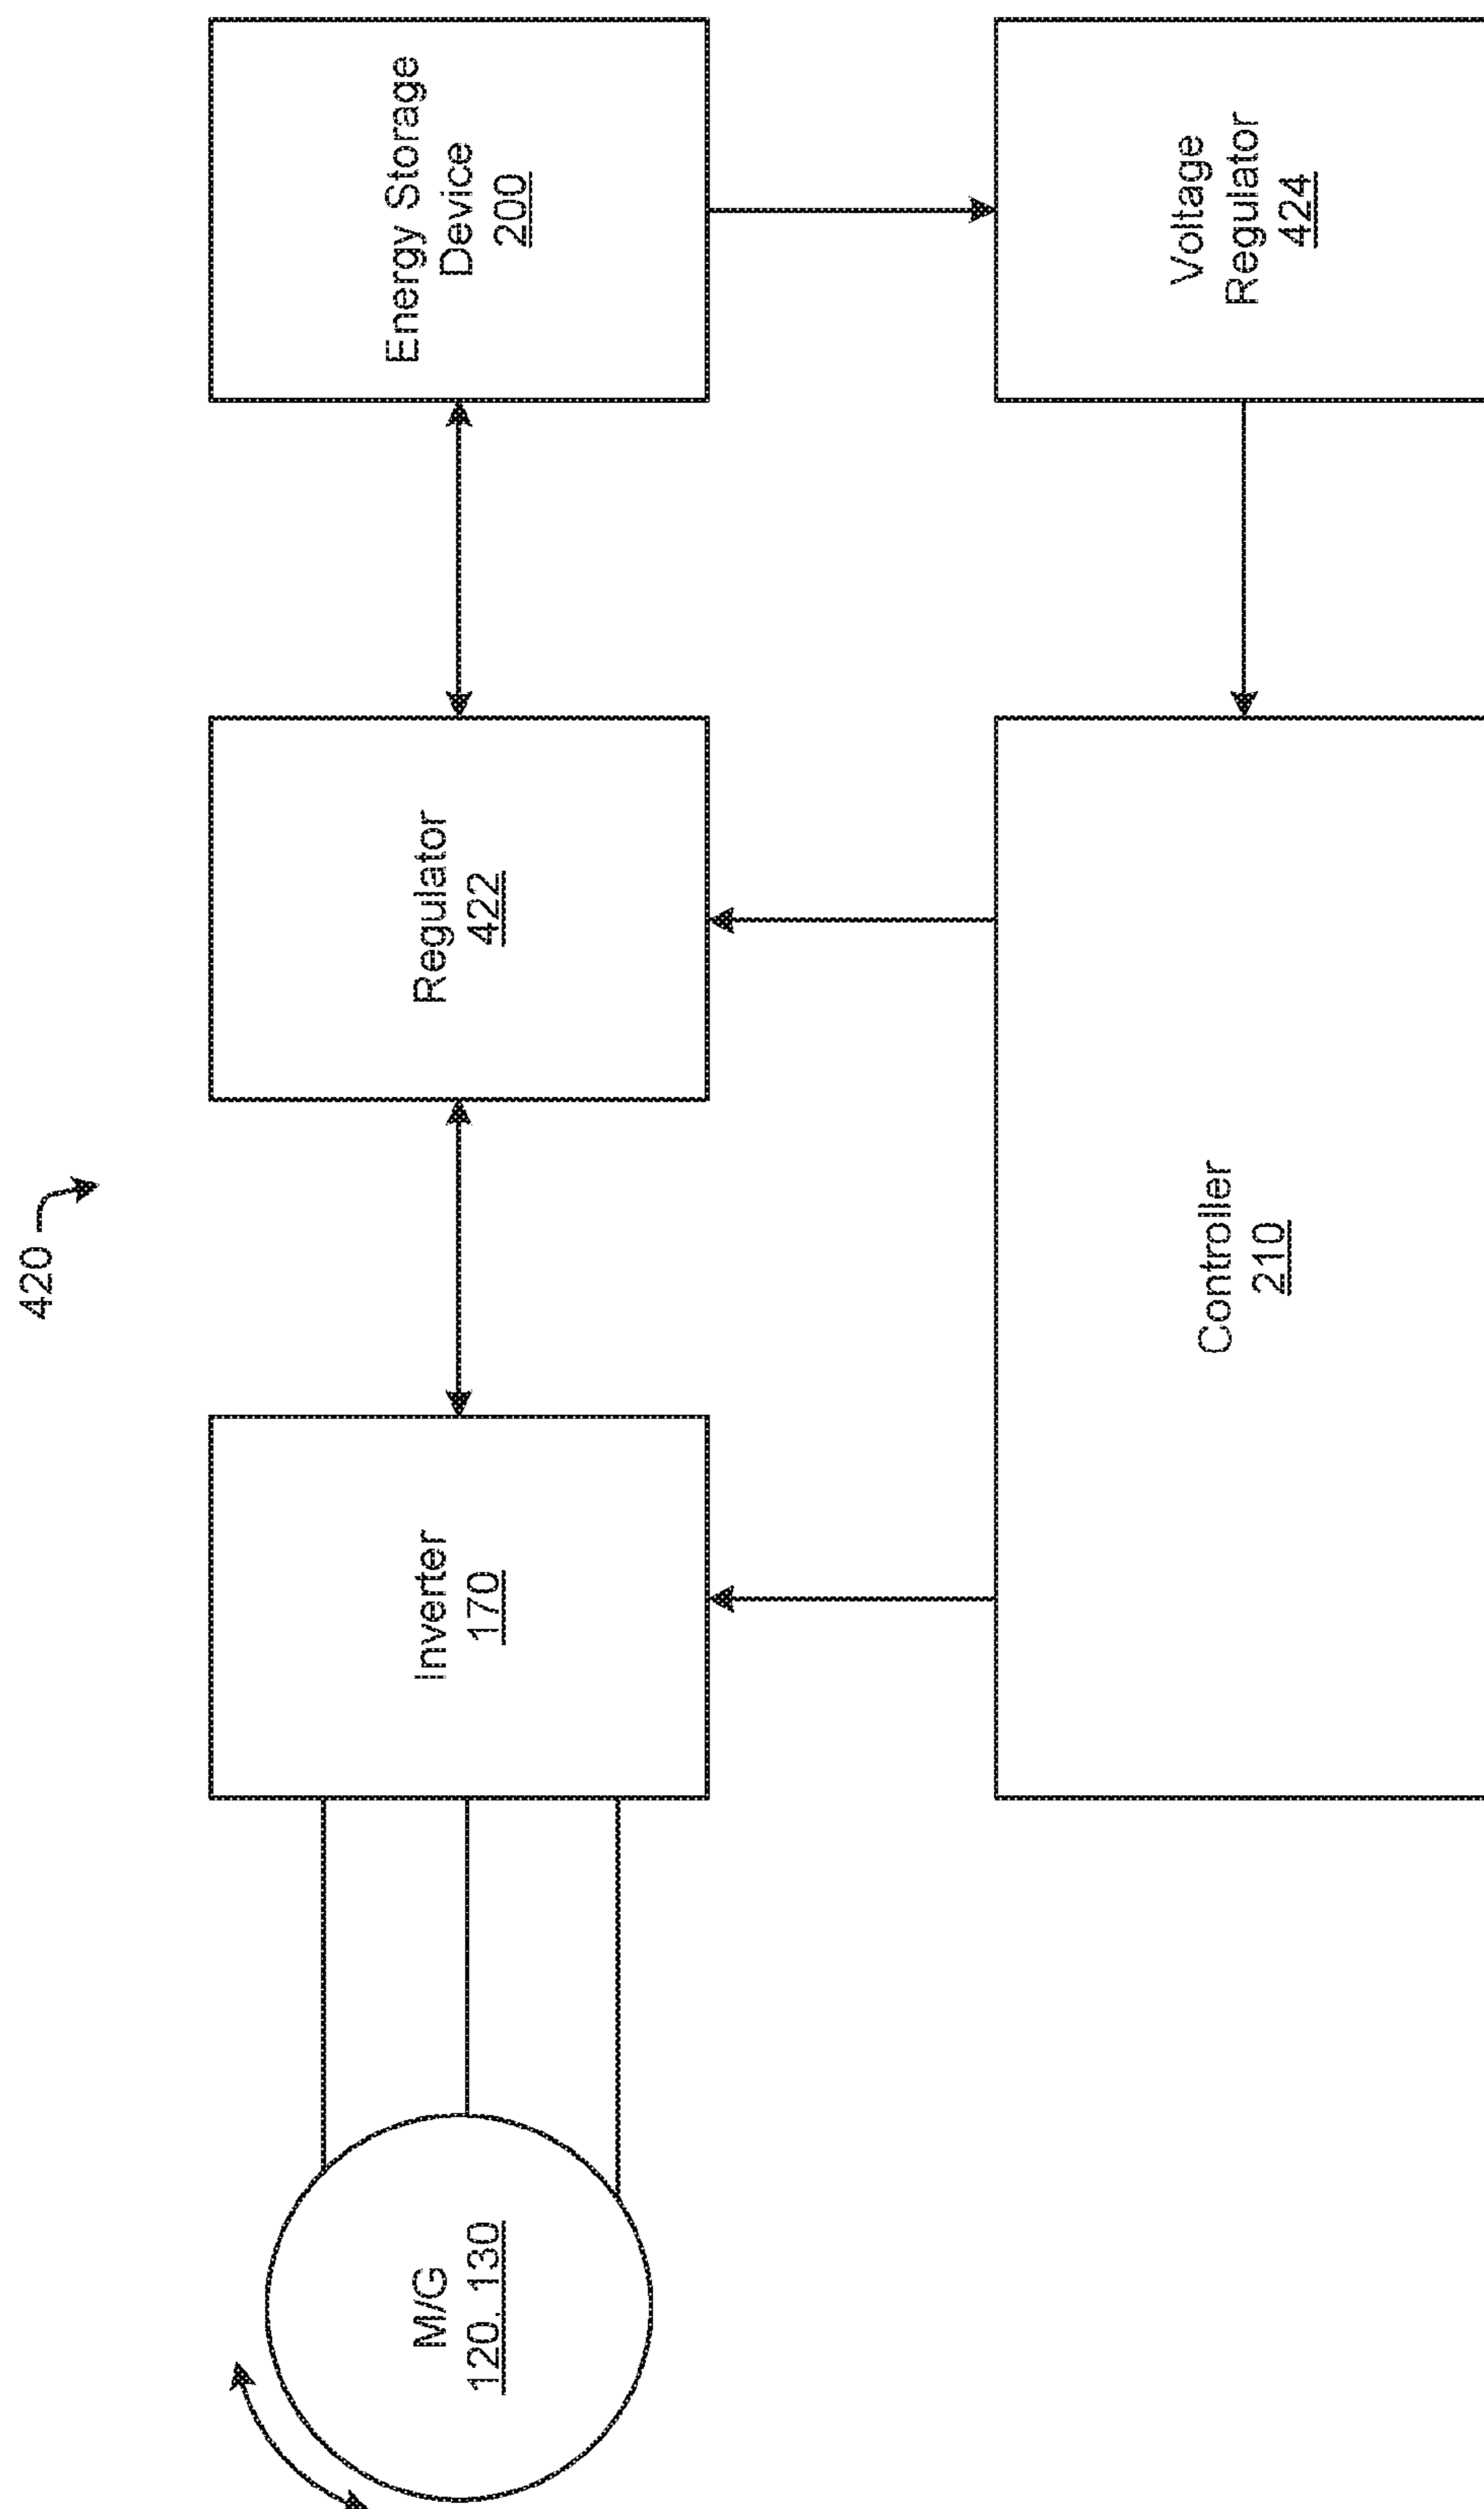 420
M/G
120, 130
Inverter
170
Regulator
422
Energy Storage
Device
200
Controller
210
Voltage
Regulator
424